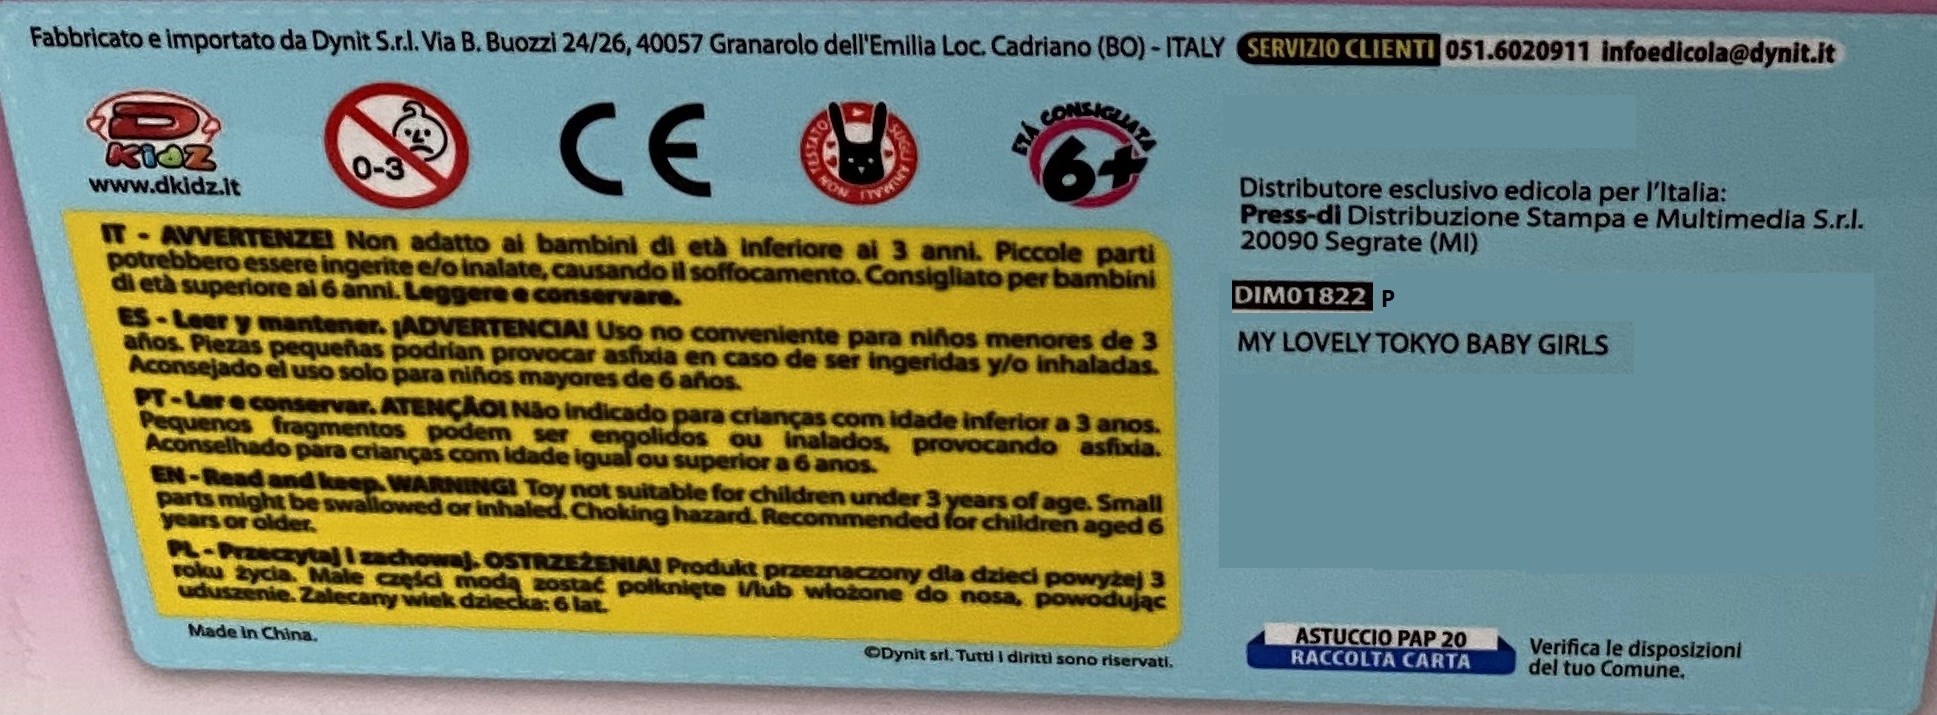 Fabbricato e importato da Dynit S.r.l. Via B. Buozzi 24/26, 40057 Granarolo dell'Emilia Loc. Cadriano (BO) - ITALY SERVIZIO CLIENTI 051.6020911 infoedicola@dynit.it
D
KidZ
www.dkidz.it
0-3
CE
NON TESTATO SUGLI ANIMALI
ETÀ CONSIGLIATA
6+
IT - AVVERTENZE! Non adatto ai bambini di età inferiore ai 3 anni. Piccole parti
potrebbero essere ingerite e/o inalate, causando il soffocamento. Consigliato per bambini
di età superiore ai 6 anni. Leggere e conservare.
ES - Leer y mantener. ¡ADVERTENCIA! Uso no conveniente para niños menores de 3
años. Piezas pequeñas podrían provocar asfixia en caso de ser ingeridas y/o inhaladas.
Aconsejado el uso solo para niños mayores de 6 años.
PT - Ler e conservar. ATENÇÃO! Não indicado para crianças com idade inferior a 3 anos.
Pequenos fragmentos podem ser engolidos ou inalados, provocando asfixia.
Aconselhado para crianças com idade igual ou superior a 6 anos.
EN - Read and keep. WARNING! Toy not suitable for children under 3 years of age. Small
parts might be swallowed or inhaled. Choking hazard. Recommended for children aged 6
years or older.
PL - Przeczytaj i zachowaj. OSTRZEŻENIA! Produkt przeznaczony dla dzieci powyżej 3
roku życia. Małe części modą zostać połknięte i/lub włożone do nosa, powodując
uduszenie. Zalecany wiek dziecka: 6 lat.
Made in China.
©Dynit srl. Tutti i diritti sono riservati.
Distributore esclusivo edicola per l'Italia:
Press-di Distribuzione Stampa e Multimedia S.r.l.
20090 Segrate (MI)
DIM01822 P
MY LOVELY TOKYO BABY GIRLS
ASTUCCIO PAP 20
RACCOLTA CARTA
Verifica le disposizioni
del tuo Comune.